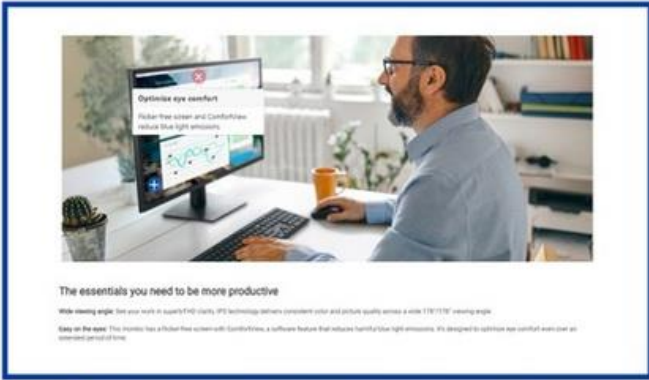 Optimize eye comfort
Flicker-free screen and ComfortView
reduce blue light emissions.
The essentials you need to be more productive
Wide viewing angle: See your work in superb FHD clarity. IPS technology delivers consistent color and picture quality across a wide 178°/178° viewing angle.
Easy on the eyes: This monitor has a flicker-free screen with ComfortView, a software feature that reduces harmful blue light emissions. It's designed to optimize eye comfort even over an
extended period of time.